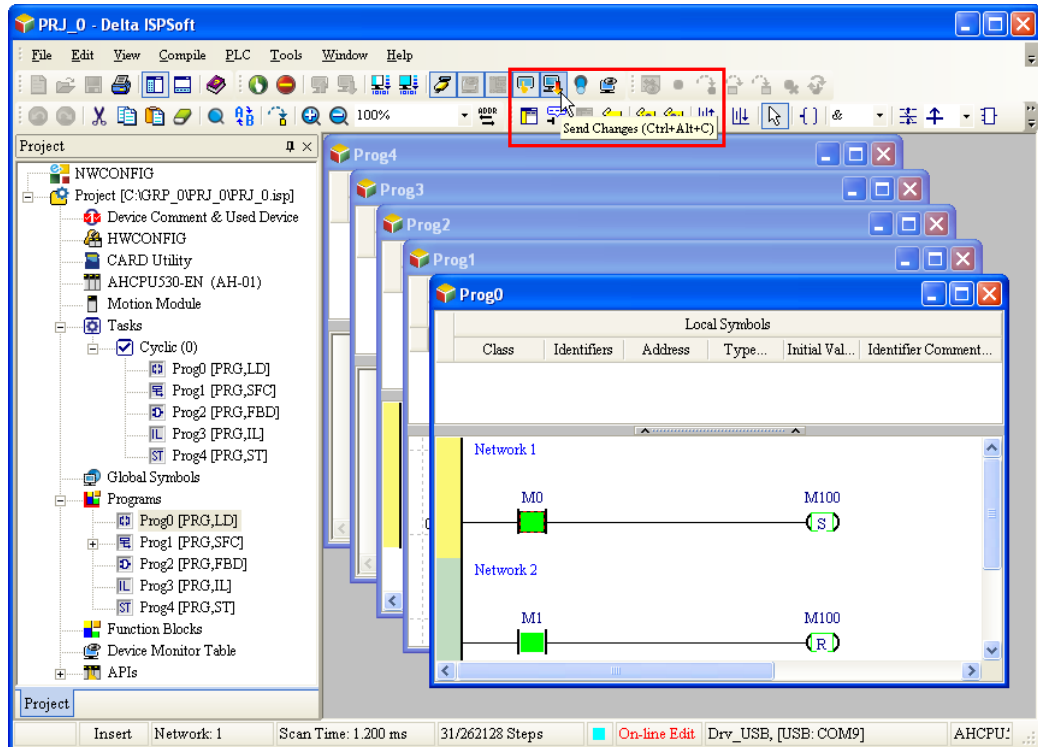 PRJ_0 - Delta ISPSoft
File Edit View Compile PLC Tools Window Help
100% ADDR &
Send Changes (Ctrl+Alt+C)
Project
NWCONFIG
Project [C:\GRP_0\PRJ_0\PRJ_0.isp]
Device Comment & Used Device
HWCONFIG
CARD Utility
AHCPU530-EN (AH-01)
Motion Module
Tasks
Cyclic (0)
Prog0 [PRG,LD]
Prog1 [PRG,SFC]
Prog2 [PRG,FBD]
Prog3 [PRG,IL]
Prog4 [PRG,ST]
Global Symbols
Programs
Prog0 [PRG,LD]
Prog1 [PRG,SFC]
Prog2 [PRG,FBD]
Prog3 [PRG,IL]
Prog4 [PRG,ST]
Function Blocks
Device Monitor Table
APIs
Project
Prog4
Prog3
Prog2
Prog1
Prog0
Local Symbols
Class Identifiers Address Type... Initial Val... Identifier Comment...
Network 1
M0 M100
S
Network 2
M1 M100
R
Insert Network: 1 Scan Time: 1.200 ms 31/262128 Steps On-line Edit Drv_USB, [USB: COM9] AHCPU